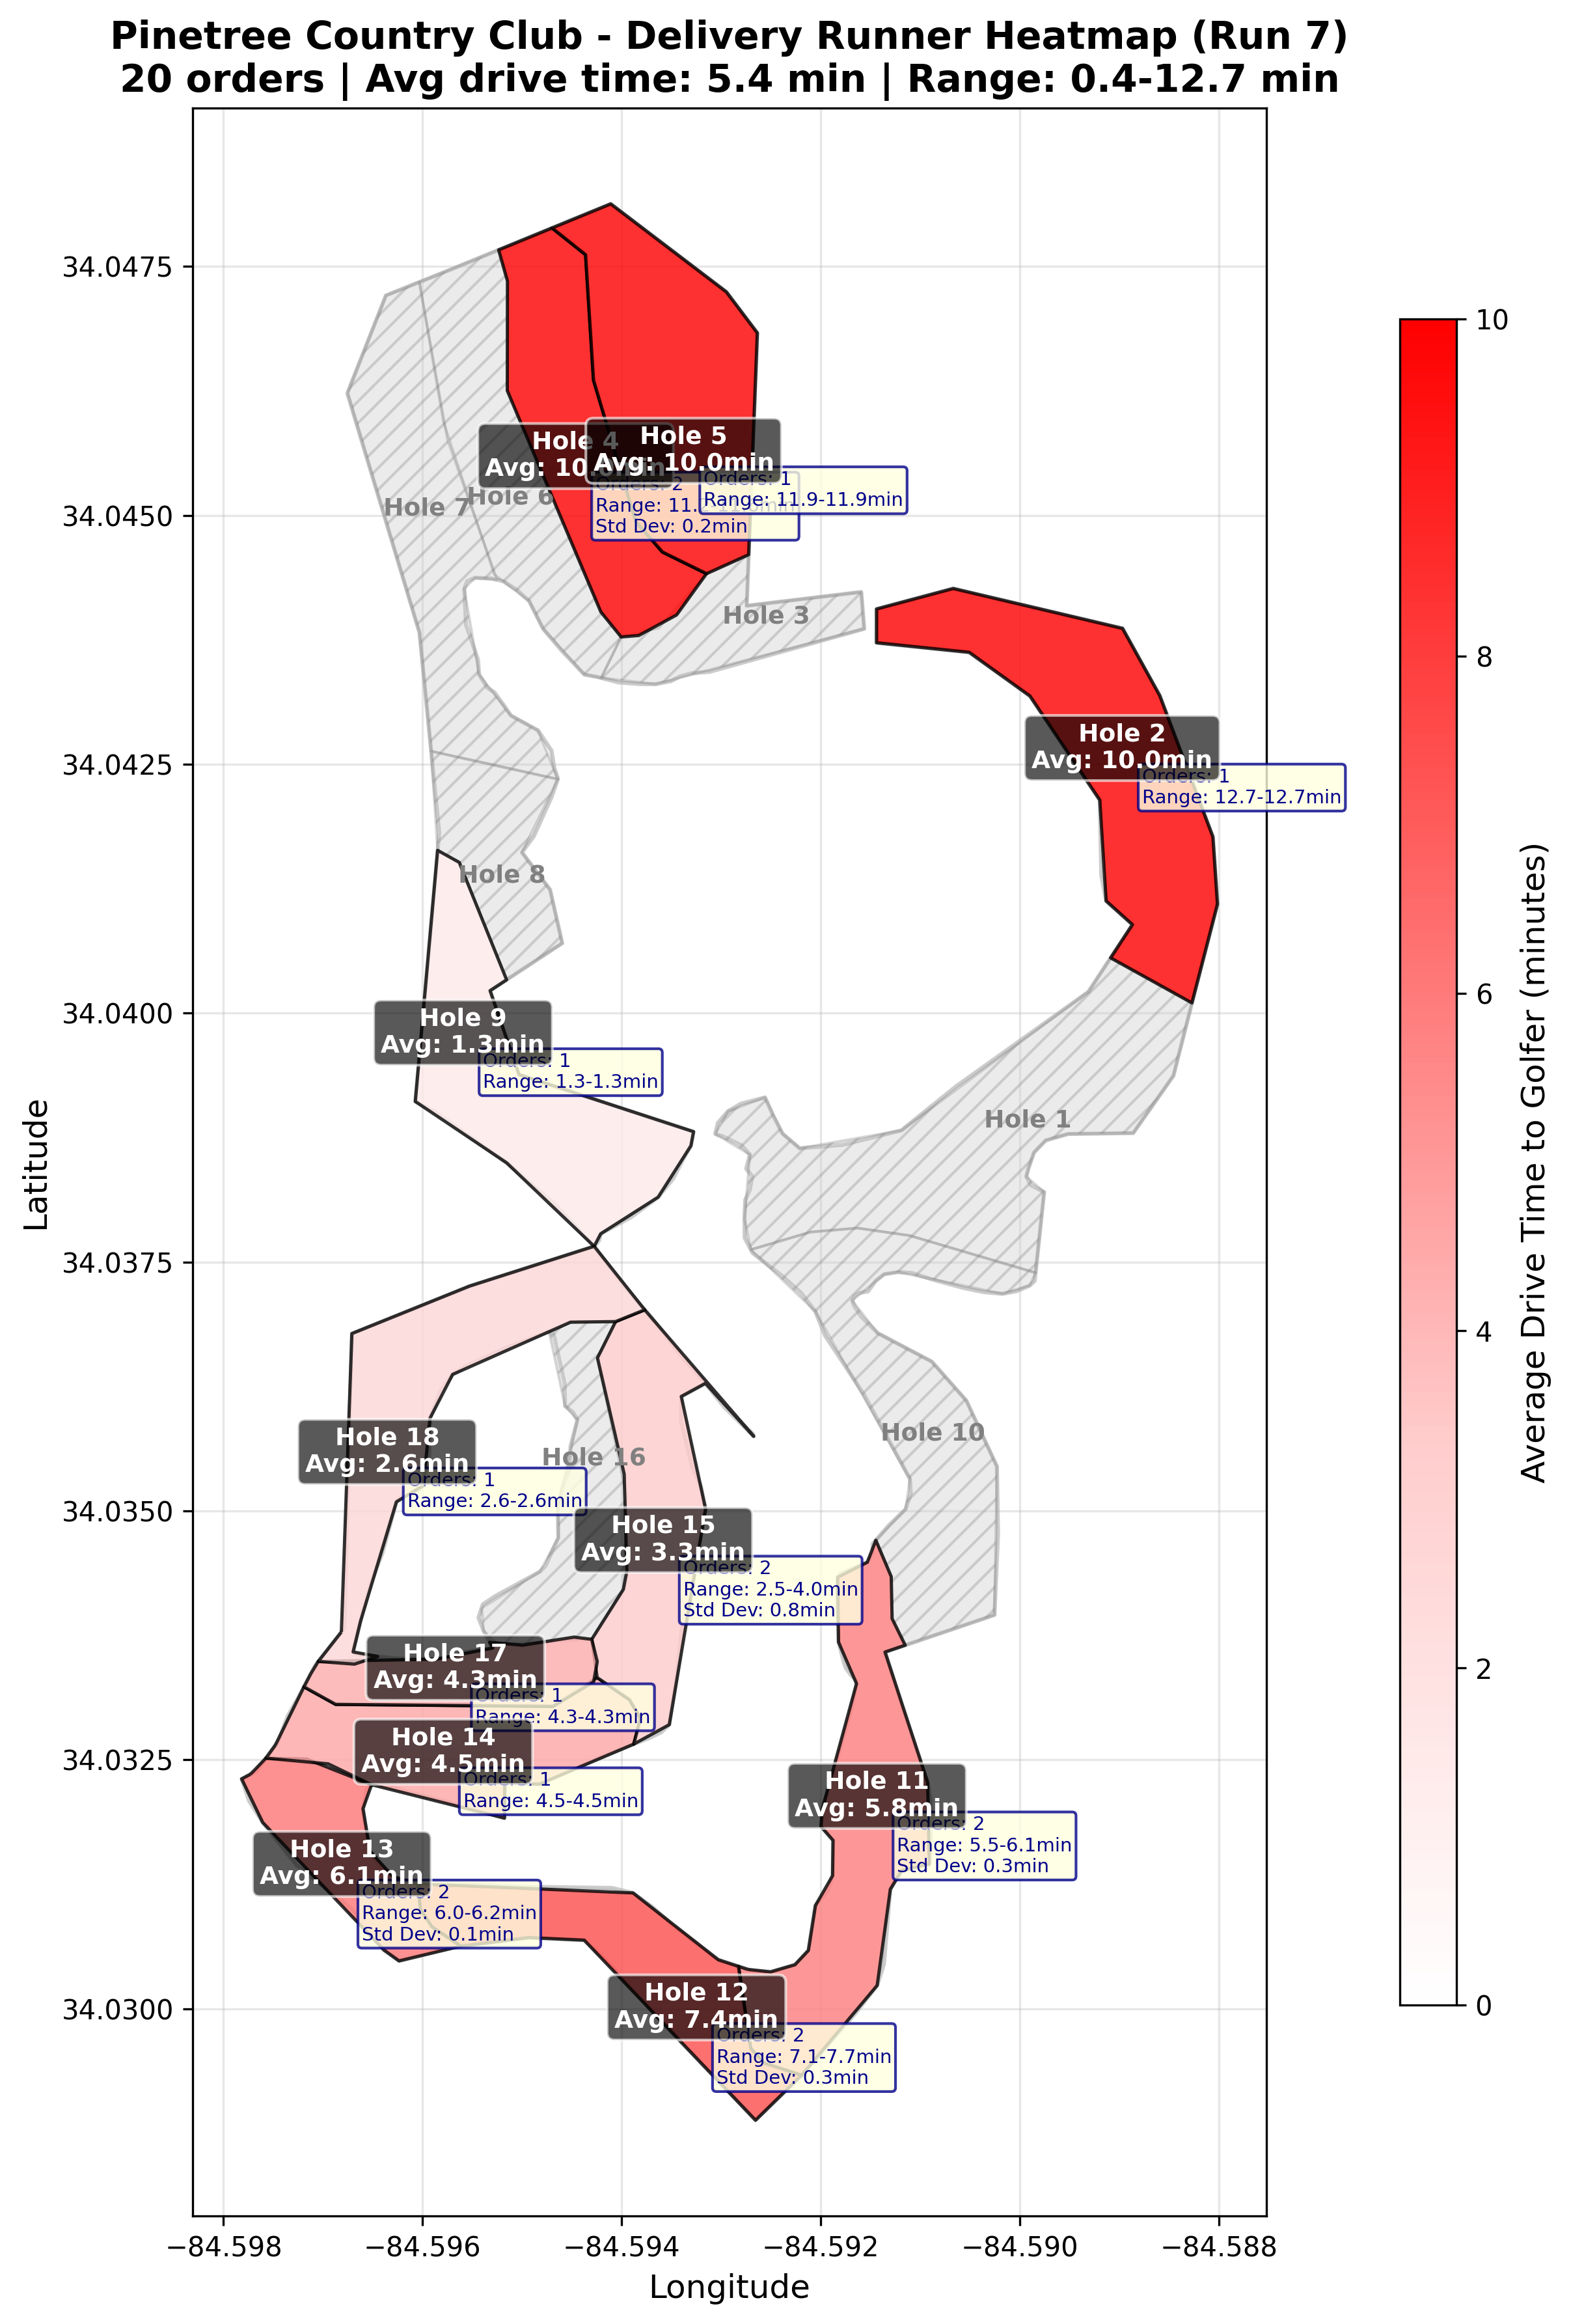 Pinetree Country Club - Delivery Runner Heatmap (Run 7)
20 orders | Avg drive time: 5.4 min | Range: 0.4-12.7 min
34.0475
34.0450
34.0425
34.0400
34.0375
34.0350
34.0325
34.0300
Latitude
−84.598
−84.596
−84.594
−84.592
−84.590
−84.588
Longitude
Hole 4
Avg:
Hole 5
Avg: 10.0min
Orders: 2
Range:
Std Dev: 0.2min
Orders: 1
Range: 11.9-11.9min
Hole 7
Hole 6
Hole 3
Hole 2
Avg: 10.0min
Orders: 1
Range: 12.7-12.7min
Hole 8
Hole 9
Avg: 1.3min
Orders: 1
Range: 1.3-1.3min
Hole 1
Hole 10
Hole 18
Avg: 2.6min
Orders: 1
Range: 2.6-2.6min
Hole 16
Hole 15
Avg: 3.3min
Orders: 2
Range: 2.5-4.0min
Std Dev: 0.8min
Hole 17
Avg: 4.3min
Orders: 1
Range: 4.3-4.3min
Hole 14
Avg: 4.5min
Orders: 1
Range: 4.5-4.5min
Hole 11
Avg: 5.8min
Orders: 2
Range: 5.5-6.1min
Std Dev: 0.3min
Hole 13
Avg: 6.1min
Orders: 2
Range: 6.0-6.2min
Std Dev: 0.1min
Hole 12
Avg: 7.4min
Orders: 2
Range: 7.1-7.7min
Std Dev: 0.3min
10
8
6
4
2
0
Average Drive Time to Golfer (minutes)